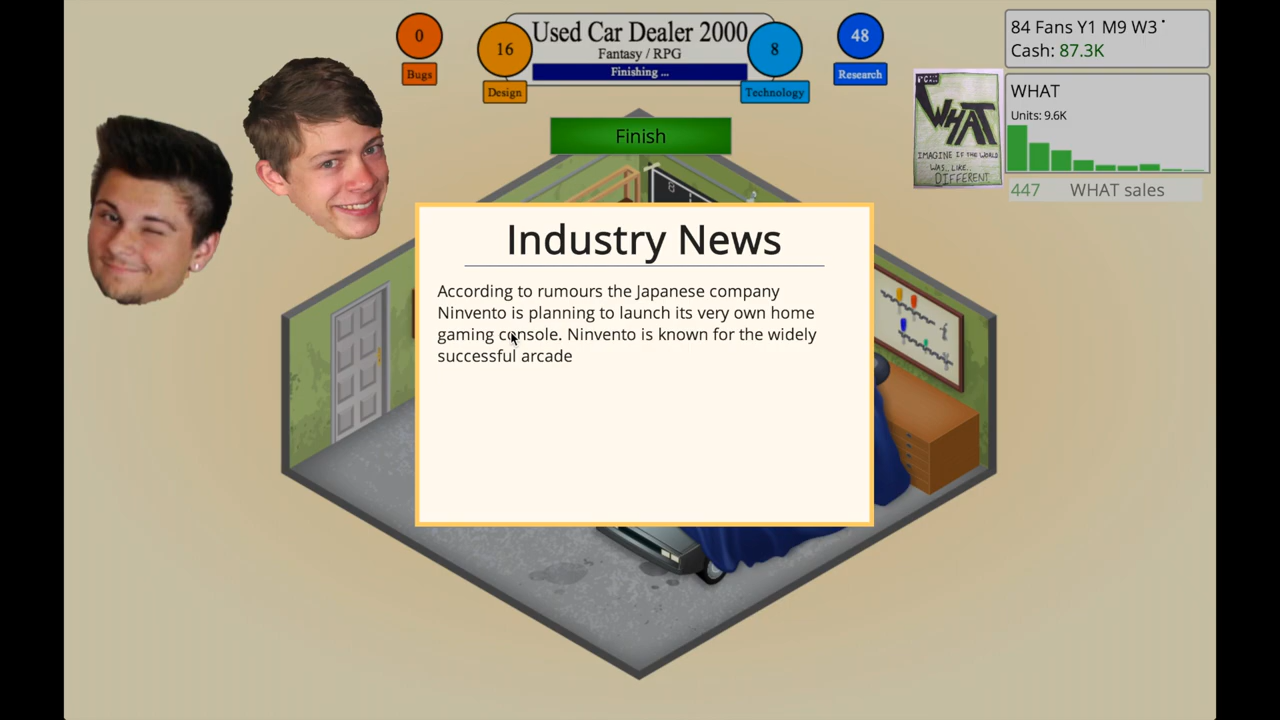 0
Bugs
16
Design
Used Car Dealer 2000
Fantasy / RPG
Finishing ...
8
Technology
48
Research
84 Fans Y1 M9 W3
Cash: 87.3K
WHAT
Units: 9.6K
447 WHAT sales
WHAT
IMAGINE IF THE WORLD
WAS.. LIKE..
DIFFERENT
Finish
Industry News
According to rumours the Japanese company
Ninvento is planning to launch its very own home
gaming console. Ninvento is known for the widely
successful arcade